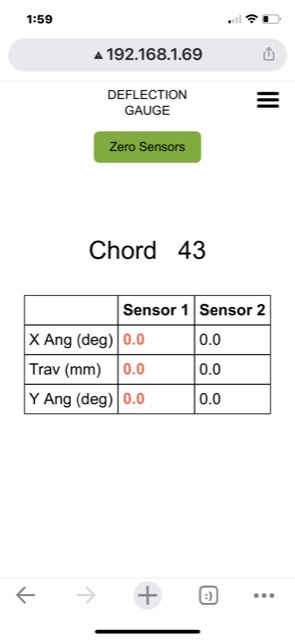 1:59
192.168.1.69
DEFLECTION
GAUGE
Zero Sensors
Chord 43
Sensor 1 Sensor 2
X Ang (deg) 0.0 0.0
Trav (mm) 0.0 0.0
Y Ang (deg) 0.0 0.0
:)